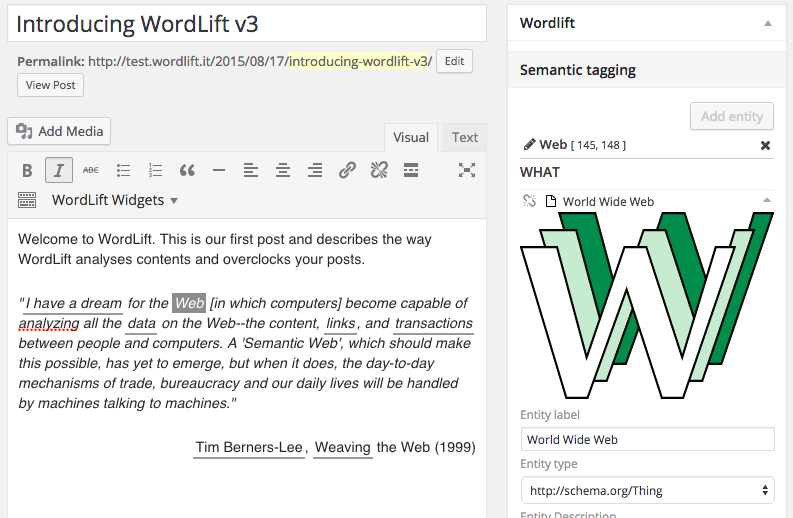 Introducing WordLift v3
Permalink: http://test.wordlift.it/2015/08/17/introducing-wordlift-v3/ Edit
View Post
Add Media
Visual Text
B I ABC
WordLift Widgets
Welcome to WordLift. This is our first post and describes the way
WordLift analyses contents and overclocks your posts.
"I have a dream for the Web [in which computers] become capable of
analyzing all the data on the Web--the content, links, and transactions
between people and computers. A 'Semantic Web', which should make
this possible, has yet to emerge, but when it does, the day-to-day
mechanisms of trade, bureaucracy and our daily lives will be handled
by machines talking to machines."
Tim Berners-Lee, Weaving the Web (1999)
Wordlift
Semantic tagging
Add entity
Web [ 145, 148 ]
WHAT
World Wide Web
Entity label
World Wide Web
Entity type
http://schema.org/Thing
Entity Description